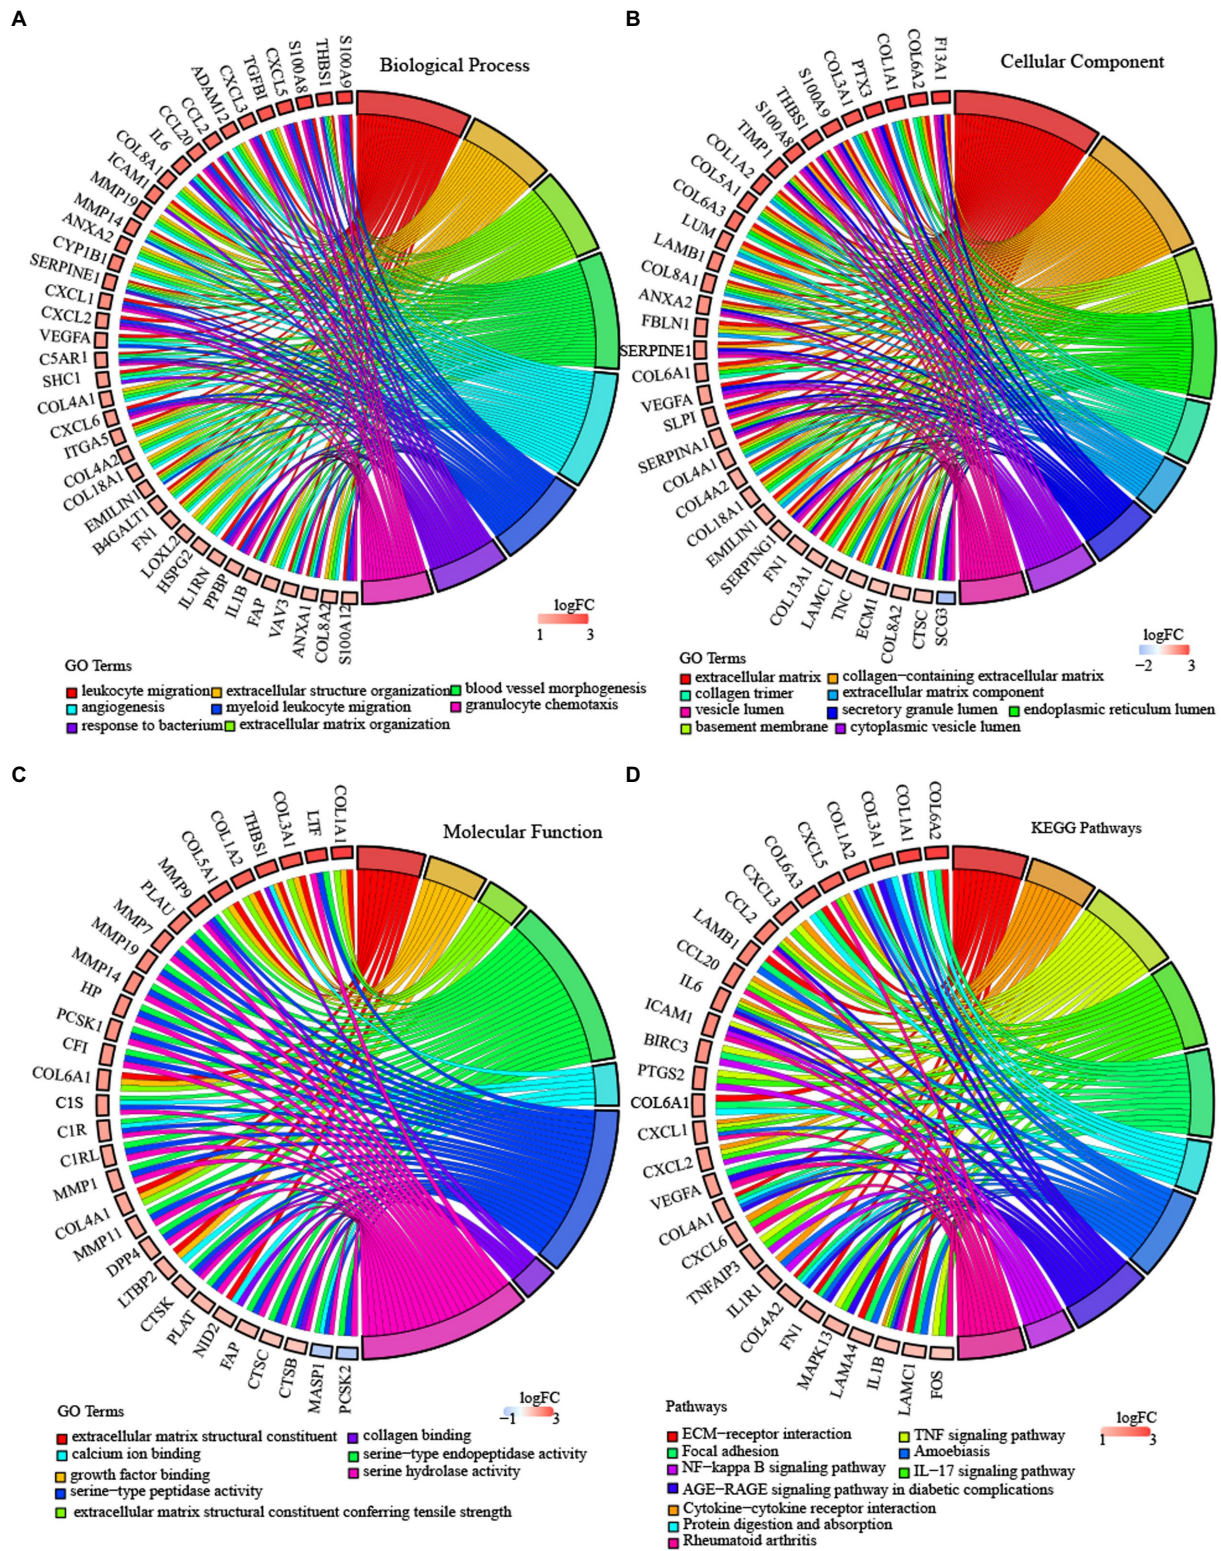 A
Biological Process
S100A9
THBS1
S100A8
CXCL5
TGFBI
CXCL3
ADAM12
CCL2
CCL20
IL6
COL8A1
ICAM1
MMP19
MMP14
ANXA2
CYP1B1
SERPINE1
CXCL1
CXCL2
VEGFA
C5AR1
SHC1
COL4A1
CXCL6
ITGA5
COL4A2
COL18A1
EMILIN1
B4GALT1
FN1
LOXL2
HSPG2
IL1RN
PPBP
IL1B
FAP
VAV3
ANXA1
COL8A2
S100A12
logFC
1 3
GO Terms
leukocyte migration extracellular structure organization blood vessel morphogenesis
angiogenesis myeloid leukocyte migration granulocyte chemotaxis
response to bacterium extracellular matrix organization
B
Cellular Component
F13A1
COL6A2
COL1A1
PTX3
COL3A1
S100A9
THBS1
S100A8
TIMP1
COL1A2
COL5A1
COL6A3
LUM
LAMB1
COL8A1
ANXA2
FBLN1
SERPINE1
COL6A1
VEGFA
SLPI
SERPINA1
COL4A1
COL4A2
COL18A1
EMILIN1
SERPING1
FN1
COL13A1
LAMC1
TNC
ECM1
COL8A2
CTSC
SCG3
logFC
−2 3
GO Terms
extracellular matrix collagen−containing extracellular matrix
collagen trimer extracellular matrix component
vesicle lumen secretory granule lumen endoplasmic reticulum lumen
basement membrane cytoplasmic vesicle lumen
C
Molecular Function
COL1A1
LTF
COL3A1
THBS1
COL1A2
COL5A1
MMP9
PLAU
MMP7
MMP19
MMP14
HP
PCSK1
CFI
COL6A1
C1S
C1R
C1RL
MMP1
COL4A1
MMP11
DPP4
LTBP2
CTSK
PLAT
NID2
FAP
CTSC
CTSB
MASP1
PCSK2
logFC
−1 3
GO Terms
extracellular matrix structural constituent collagen binding
calcium ion binding serine−type endopeptidase activity
growth factor binding serine hydrolase activity
serine−type peptidase activity
extracellular matrix structural constituent conferring tensile strength
D
KEGG Pathways
COL6A2
COL1A1
COL3A1
COL1A2
CXCL5
COL6A3
CXCL3
CCL2
LAMB1
CCL20
IL6
ICAM1
BIRC3
PTGS2
COL6A1
CXCL1
CXCL2
VEGFA
COL4A1
CXCL6
TNFAIP3
IL1R1
COL4A2
FN1
MAPK13
LAMA4
IL1B
LAMC1
FOS
Pathways
logFC
1 3
ECM−receptor interaction TNF signaling pathway
Focal adhesion Amoebiasis
NF−kappa B signaling pathway IL−17 signaling pathway
AGE−RAGE signaling pathway in diabetic complications
Cytokine−cytokine receptor interaction
Protein digestion and absorption
Rheumatoid arthritis